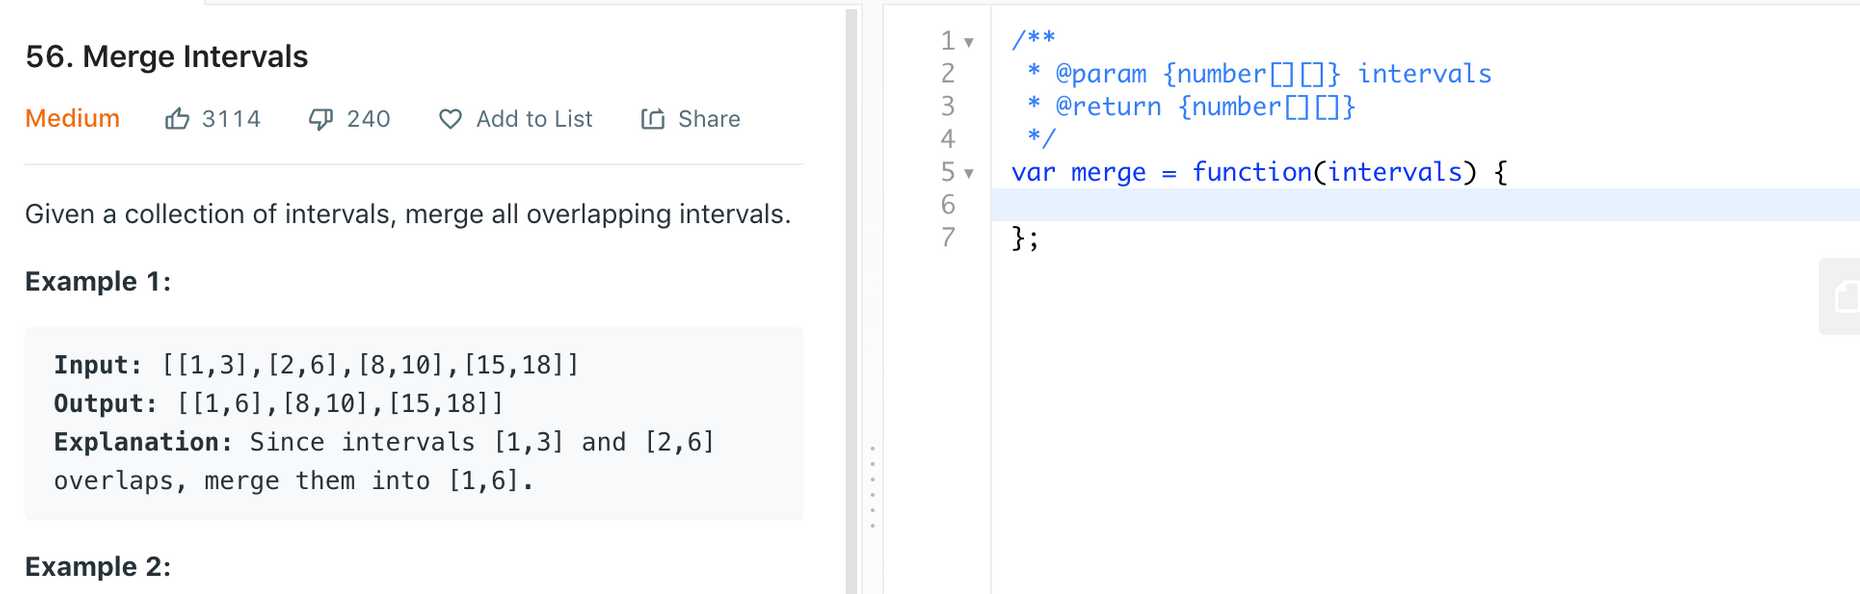 56. Merge Intervals
Medium 3114 240 Add to List Share
Given a collection of intervals, merge all overlapping intervals.
Example 1:
Input: [[1,3],[2,6],[8,10],[15,18]]
Output: [[1,6],[8,10],[15,18]]
Explanation: Since intervals [1,3] and [2,6]
overlaps, merge them into [1,6].
Example 2:
1 /**
2 * @param {number[][]} intervals
3 * @return {number[][]}
4 */
5 var merge = function(intervals) {
6
7 };